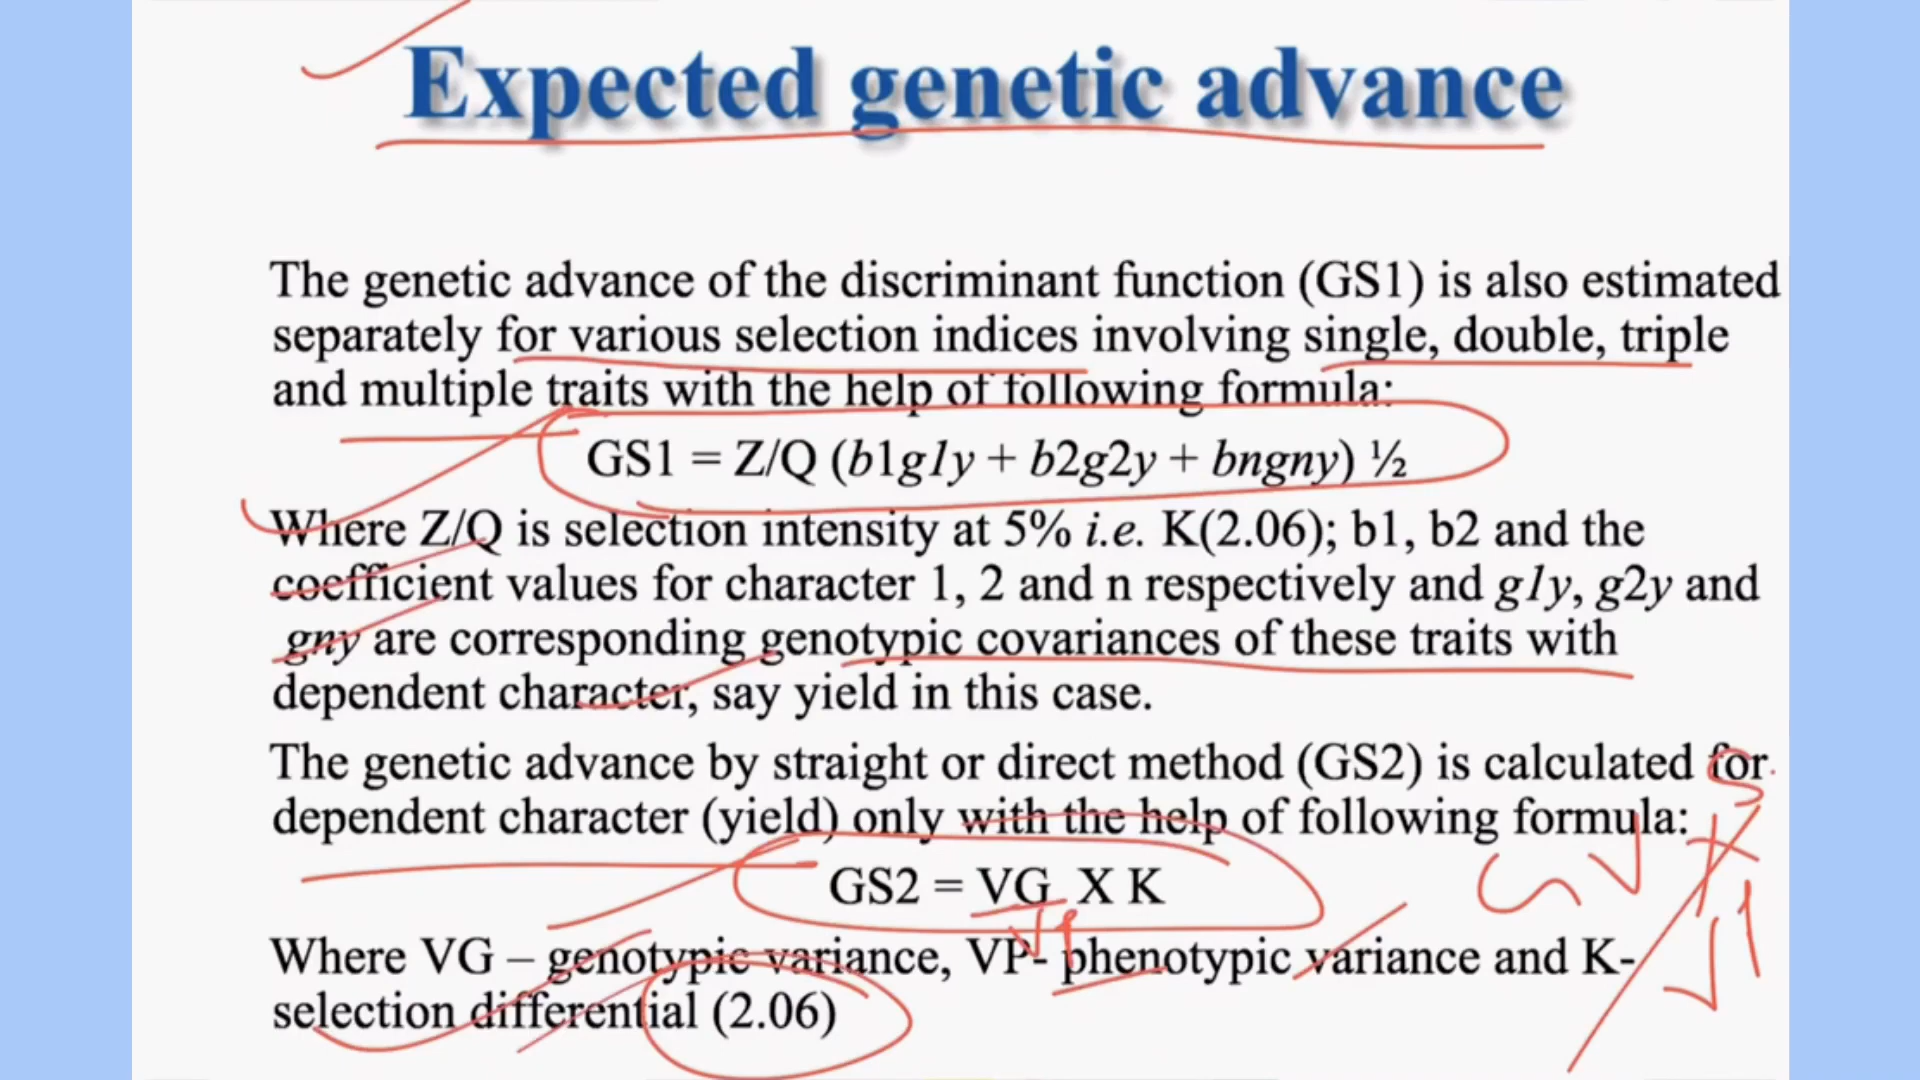 Expected genetic advance
The genetic advance of the discriminant function (GS1) is also estimated
separately for various selection indices involving single, double, triple
and multiple traits with the help of following formula:
GS1 = Z/Q (b1g1y + b2g2y + bngny) ½
Where Z/Q is selection intensity at 5% i.e. K(2.06); b1, b2 and the
coefficient values for character 1, 2 and n respectively and g1y, g2y and
gny are corresponding genotypic covariances of these traits with
dependent character, say yield in this case.
The genetic advance by straight or direct method (GS2) is calculated for
dependent character (yield) only with the help of following formula:
GS2 = VG X K
VP
Where VG – genotypic variance, VP- phenotypic variance and K-
selection differential (2.06)